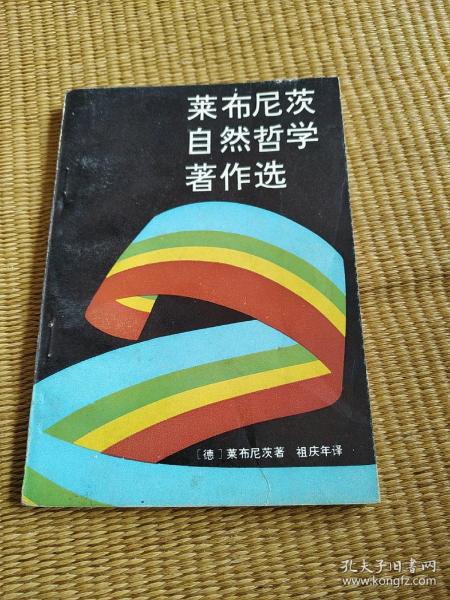 莱布尼茨
自然哲学
著作选
[德]莱布尼茨著 祖庆年译
孔夫子旧书网
www.kongfz.com